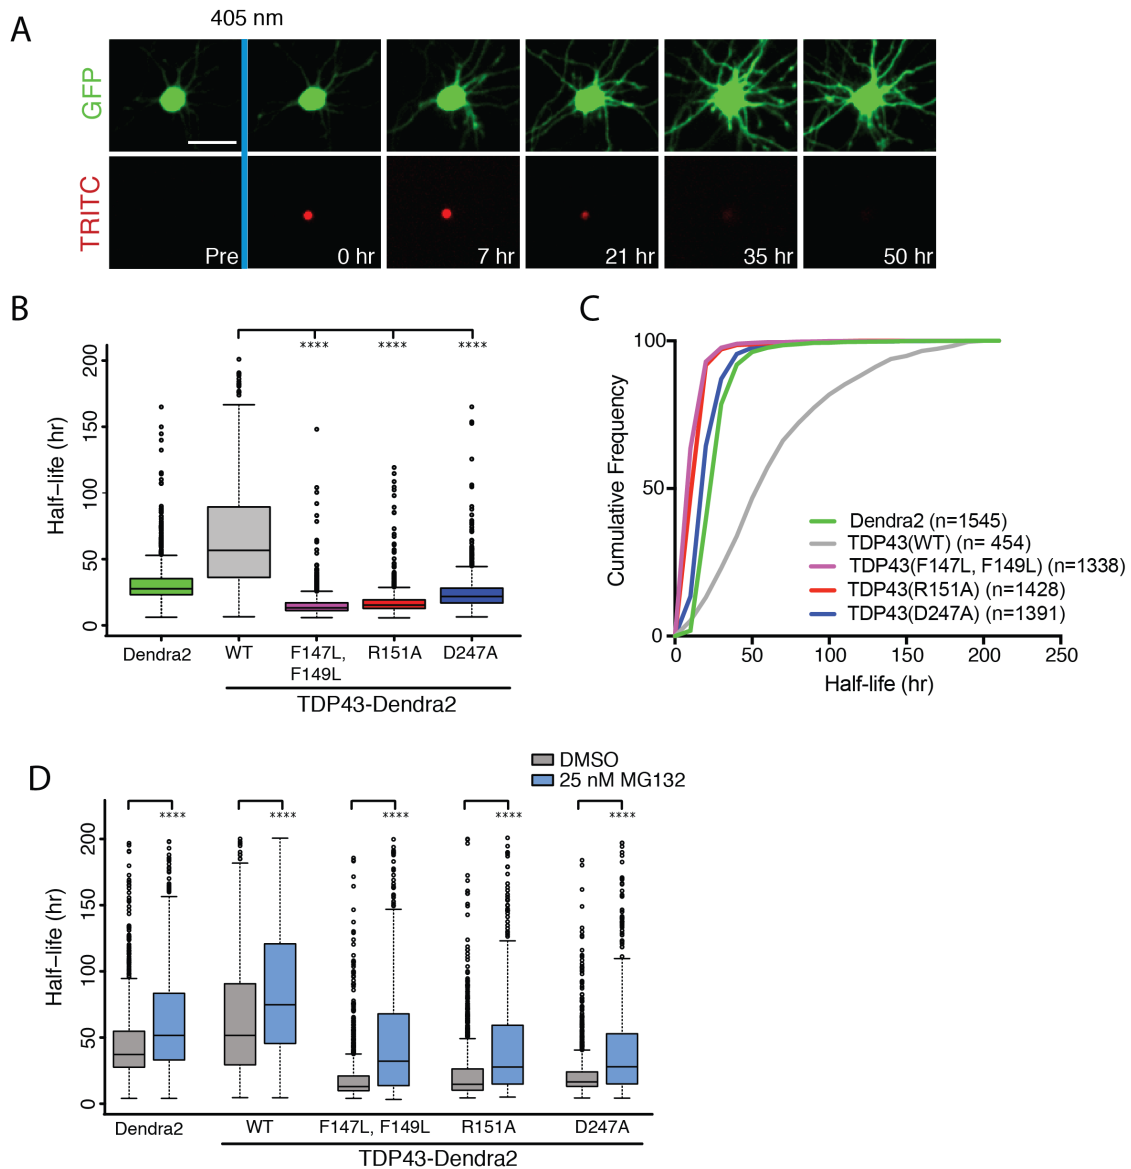 A
405 nm
GFP
TRITC
Pre
0 hr
7 hr
21 hr
35 hr
50 hr
B
Half−life (hr)
200
150
100
50
0
****
****
****
Dendra2
WT
F147L,
F149L
R151A
D247A
TDP43-Dendra2
C
Cumulative Frequency
100
50
0
0
50
100
150
200
250
Half-life (hr)
Dendra2 (n=1545)
TDP43(WT) (n= 454)
TDP43(F147L, F149L) (n=1338)
TDP43(R151A) (n=1428)
TDP43(D247A) (n=1391)
D
DMSO
25 nM MG132
Half−life (hr)
200
150
100
50
0
****
****
****
****
****
Dendra2
WT
F147L, F149L
R151A
D247A
TDP43-Dendra2